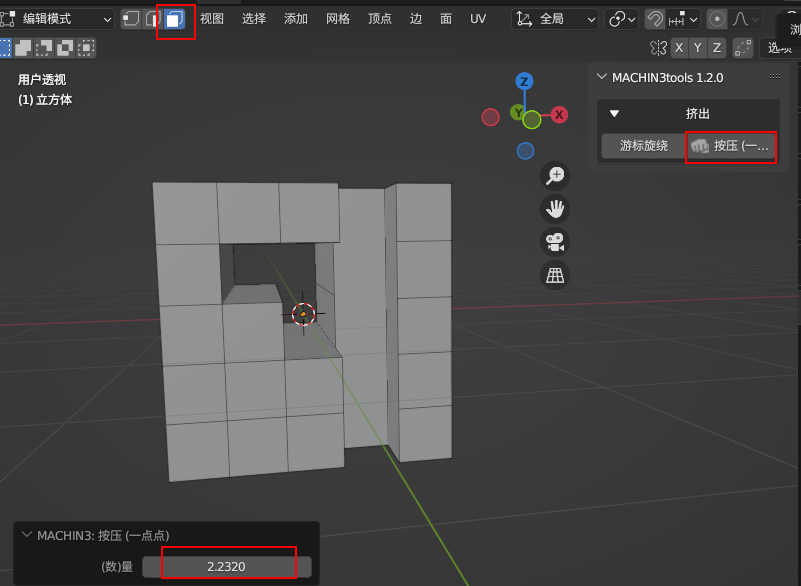 编辑模式 视图 选择 添加 网格 顶点 边 面 UV 全局
X Y Z 选项
用户透视
(1) 立方体
Z
Y
X
MACHIN3tools 1.2.0
挤出
游标旋绕 按压 (一...
MACHIN3: 按压 (一点点)
(数)量 2.2320